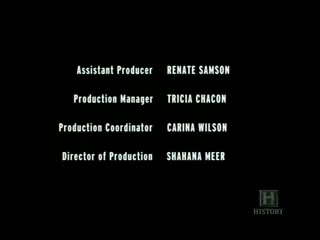 Assistant Producer RENATE SAMSON
Production Manager TRICIA CHACON
Production Coordinator CARINA WILSON
Director of Production SHAHANA MEER
H
HISTORY